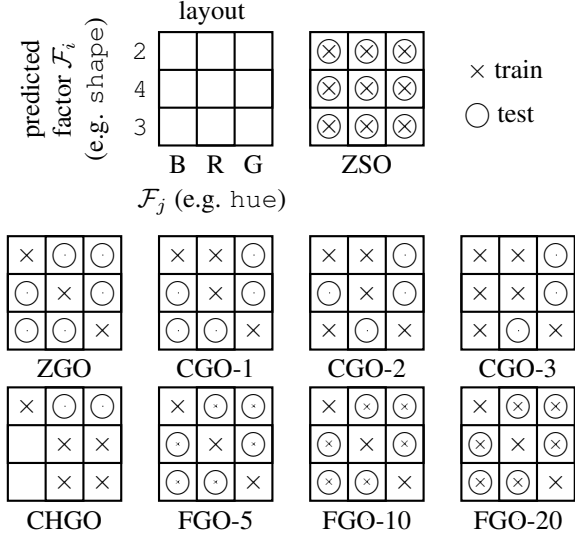 layout
predicted
factor ℱᵢ
(e.g. shape)
2
4
3
B R G
ℱⱼ (e.g. hue)
ZSO
× train
○ test
ZGO CGO-1 CGO-2 CGO-3
CHGO FGO-5 FGO-10 FGO-20